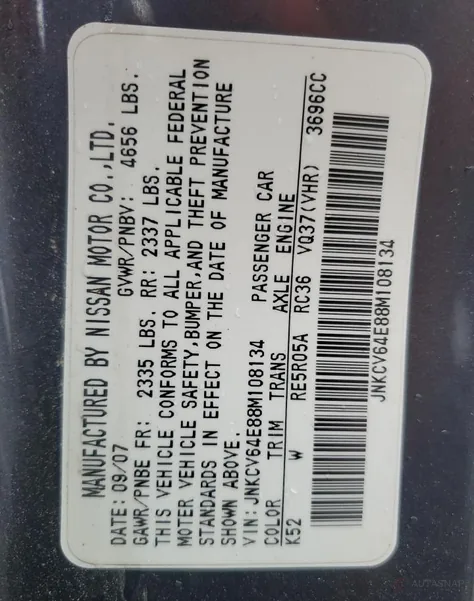 MANUFACTURED BY NISSAN MOTOR CO.,LTD.
DATE: 09/07 GVWR/PNBV: 4656 LBS.
GAWR/PNBE FR: 2335 LBS. RR: 2337 LBS.
THIS VEHICLE CONFORMS TO ALL APPLICABLE FEDERAL
MOTER VEHICLE SAFETY,BUMPER,AND THEFT PREVENTION
STANDARDS IN EFFECT ON THE DATE OF MANUFACTURE
SHOWN ABOVE.
VIN: JNKCV64E88M108134 PASSENGER CAR
COLOR TRIM TRANS AXLE ENGINE
K52 W RE5R05A RC36 VQ37(VHR) 3696CC
JNKCV64E88M108134